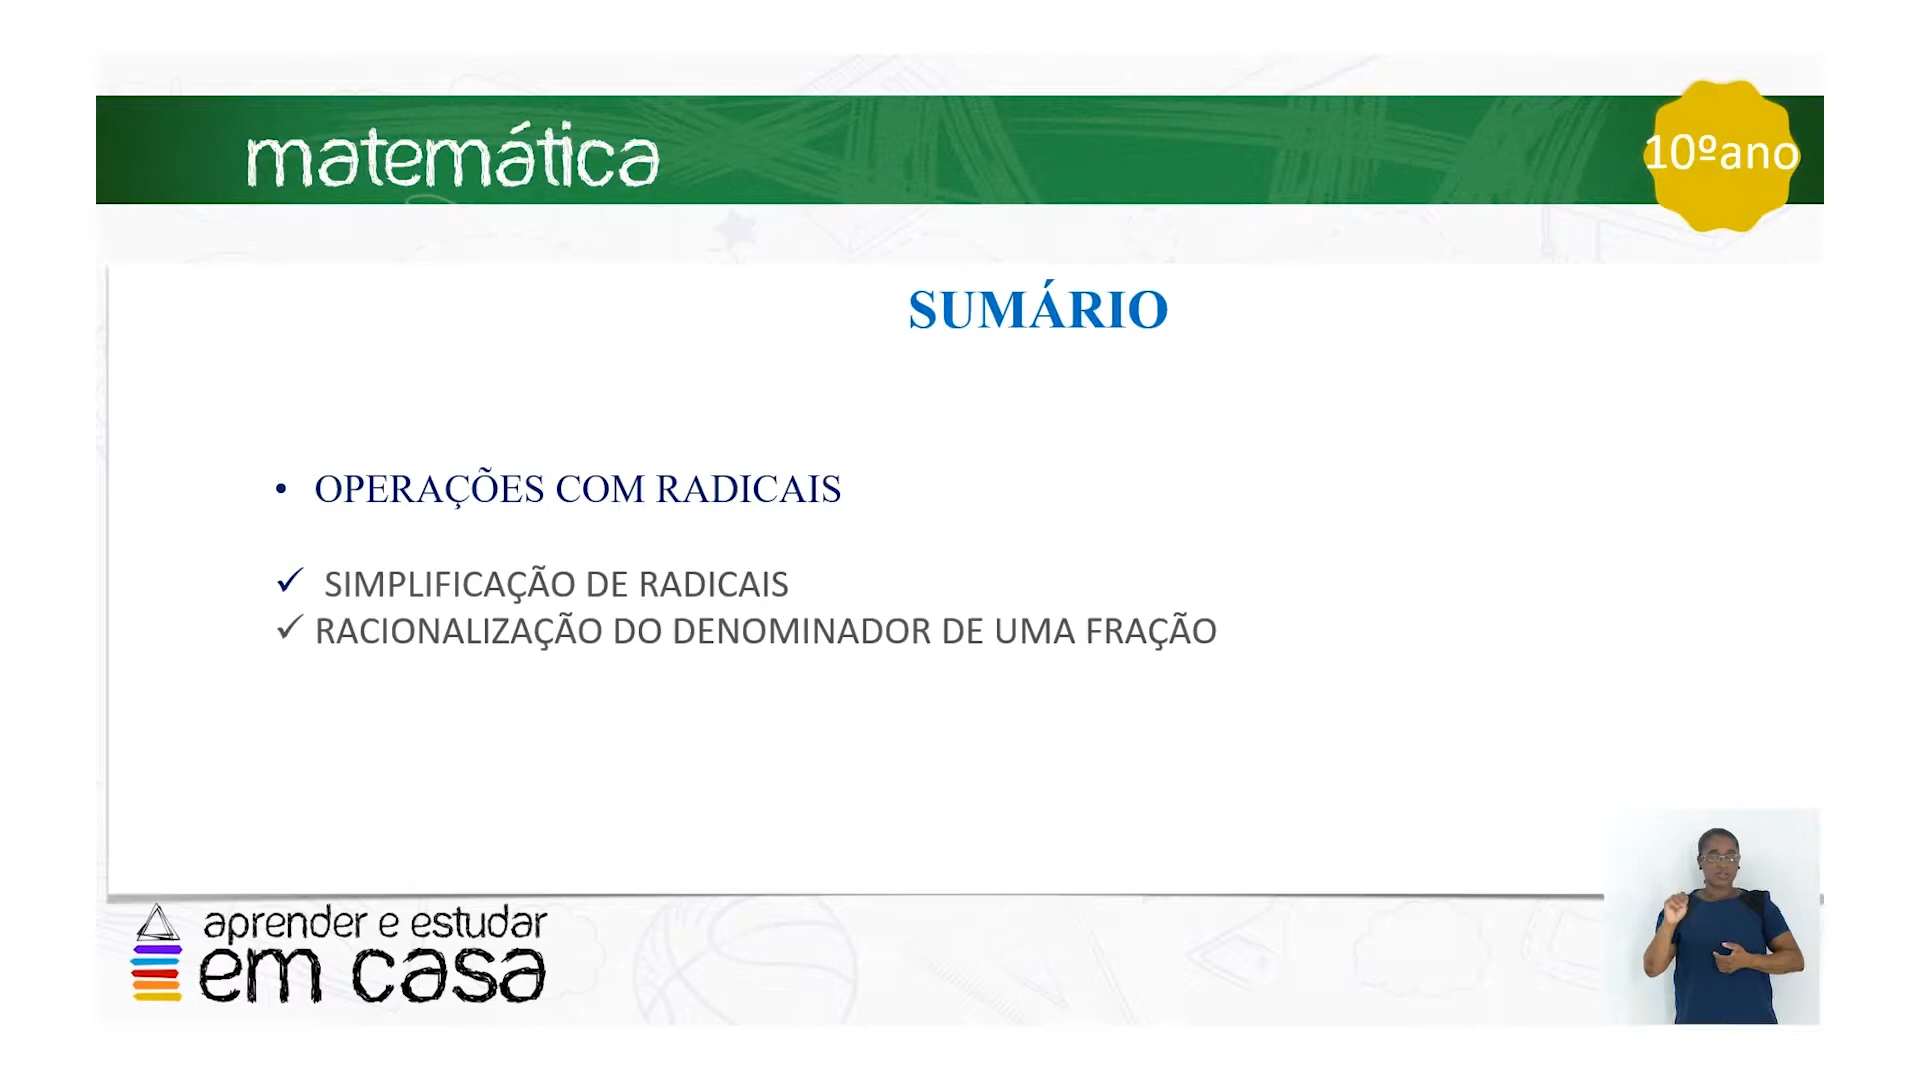 matemática
10ºano
SUMÁRIO
• OPERAÇÕES COM RADICAIS
✓ SIMPLIFICAÇÃO DE RADICAIS
✓ RACIONALIZAÇÃO DO DENOMINADOR DE UMA FRAÇÃO
aprender e estudar
em casa